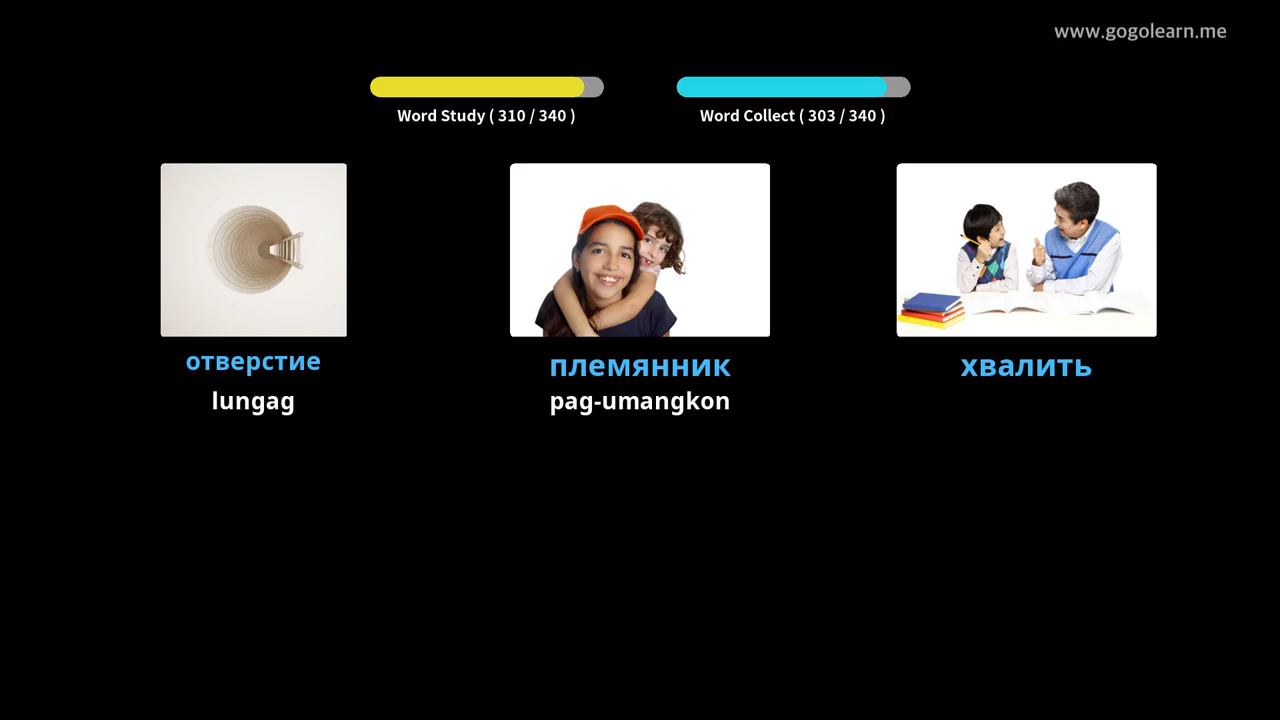 www.gogolearn.me
Word Study ( 310 / 340 )
Word Collect ( 303 / 340 )
отверстие
lungag
племянник
pag-umangkon
хвалить